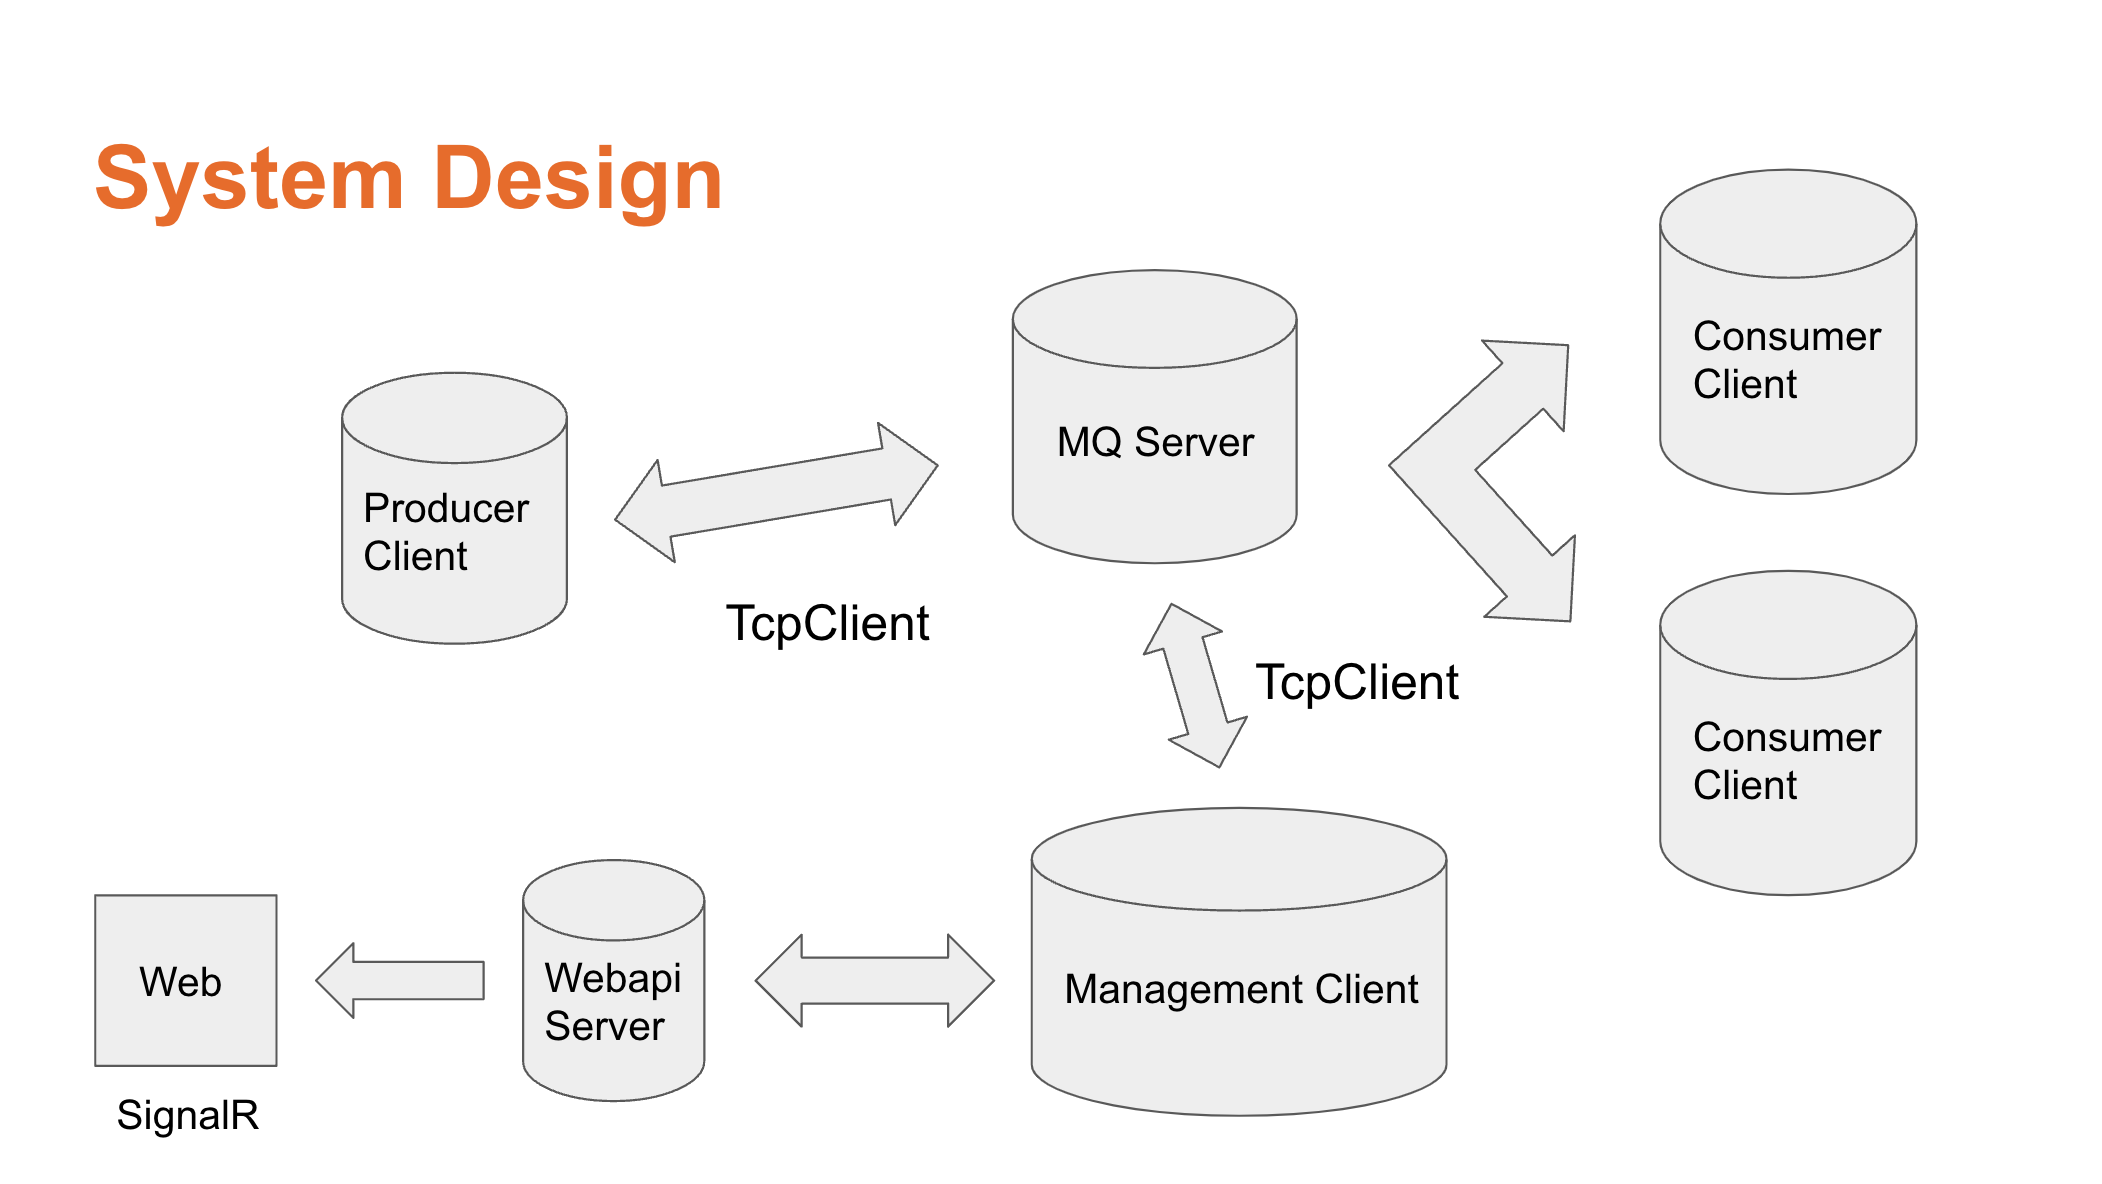 System Design
Consumer
Client
MQ Server
Producer
Client
TcpClient
TcpClient
Consumer
Client
Web
Webapi
Server
Management Client
SignalR